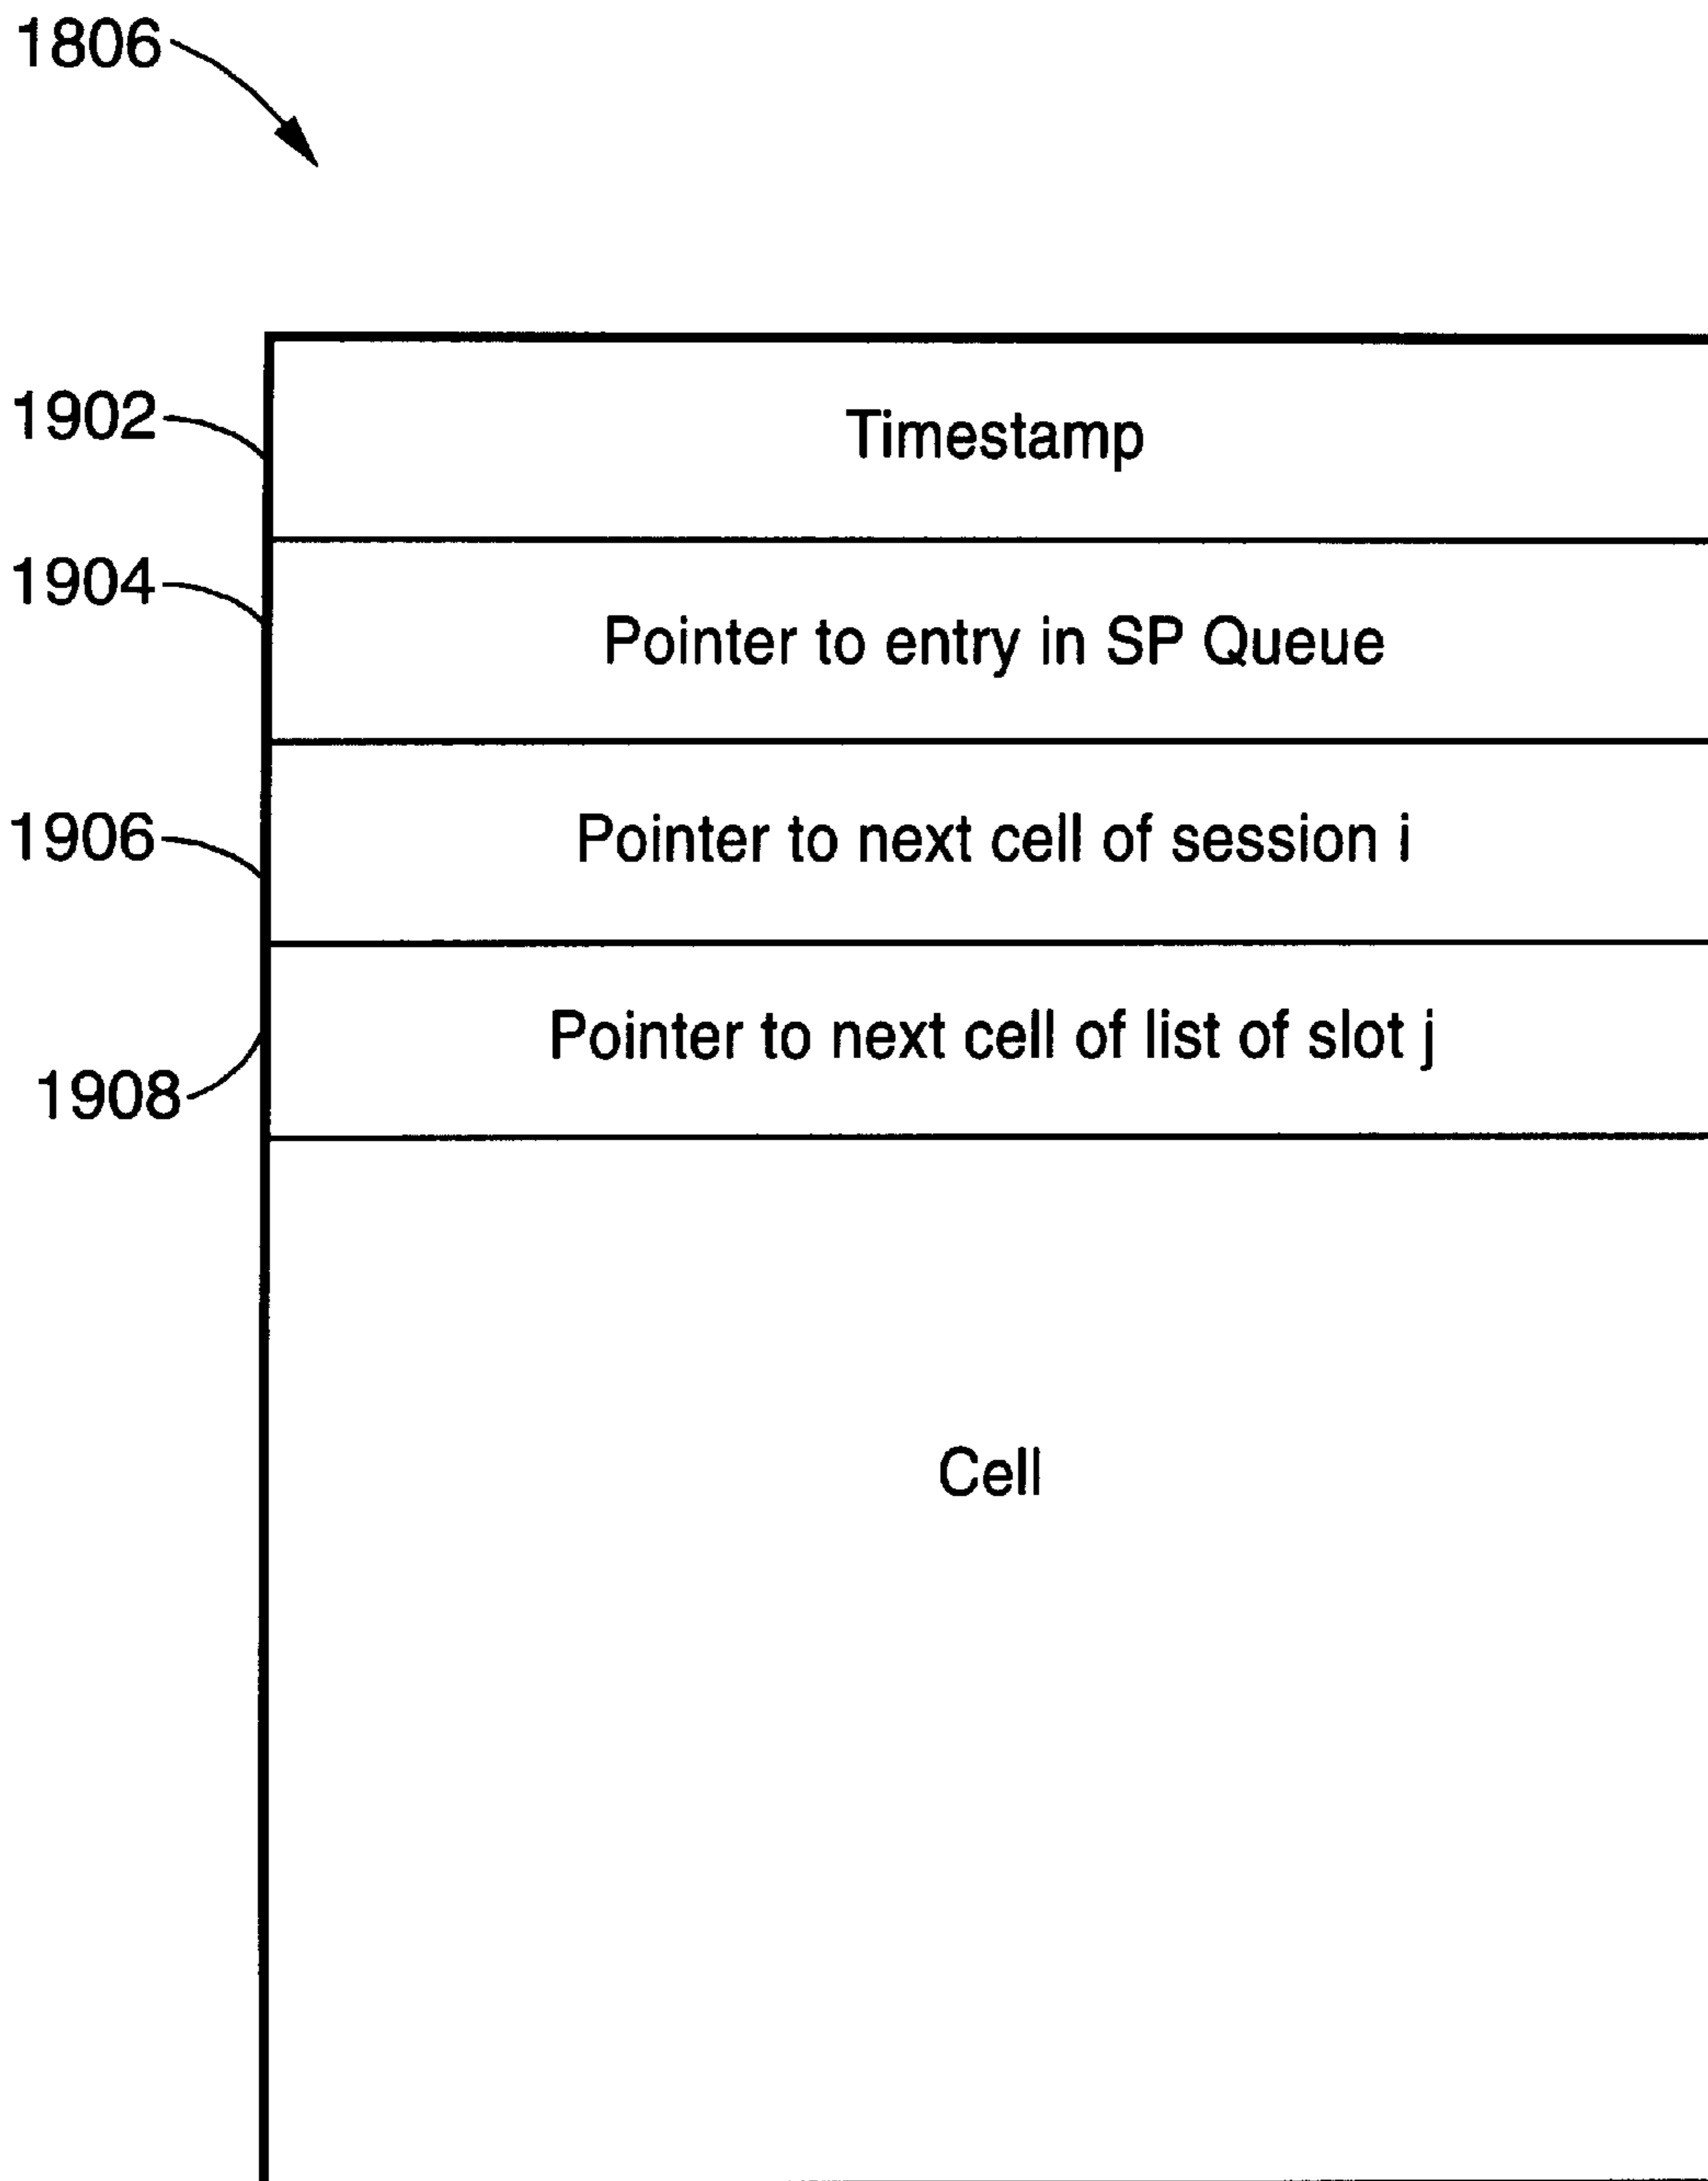 1806
1902
Timestamp
1904
Pointer to entry in SP Queue
1906
Pointer to next cell of session i
Pointer to next cell of list of slot j
1908
Cell